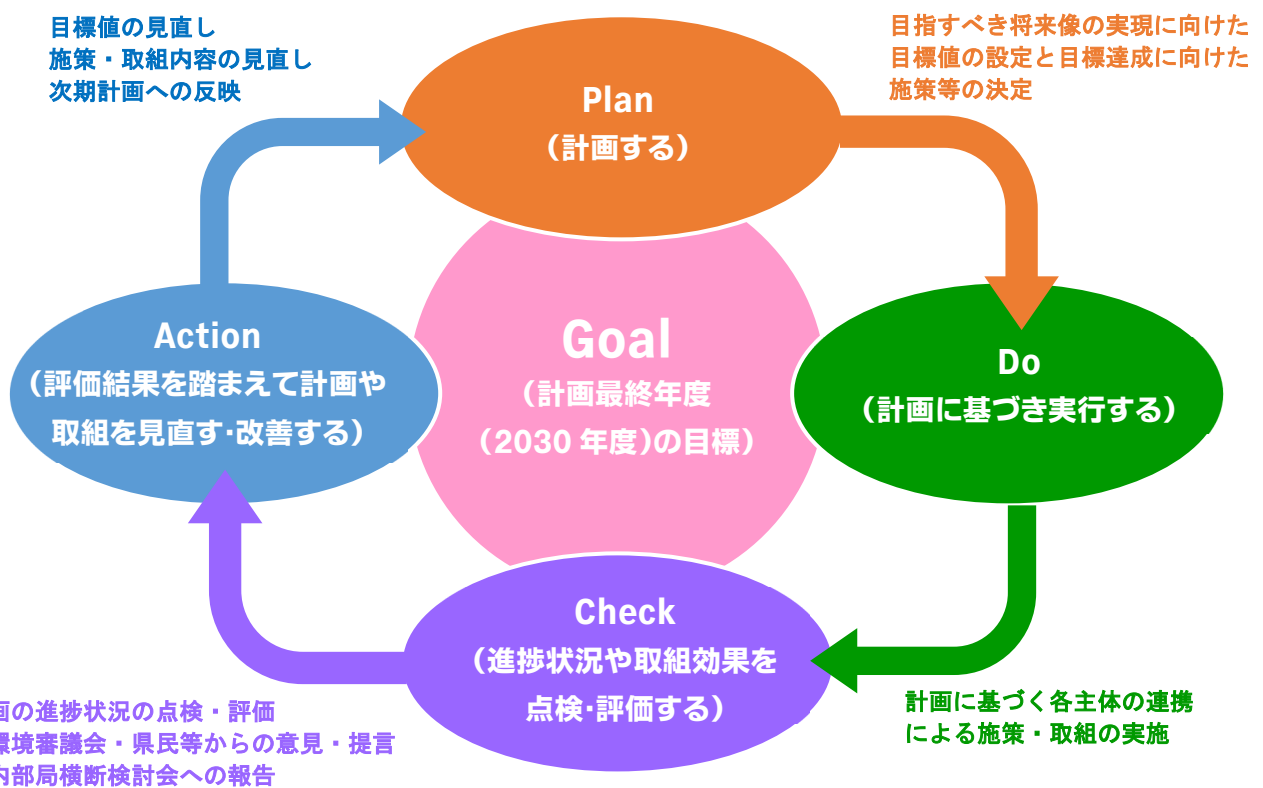 目標値の見直し
施策・取組内容の見直し
次期計画への反映
目指すべき将来像の実現に向けた
目標値の設定と目標達成に向けた
施策等の決定
Plan
(計画する)
Action
(評価結果を踏まえて計画や
取組を見直す・改善する)
Goal
(計画最終年度
(2030 年度)の目標)
Do
(計画に基づき実行する)
Check
(進捗状況や取組効果を
点検・評価する)
計画に基づく各主体の連携
による施策・取組の実施
の進捗状況の点検・評価
環境審議会・県民等からの意見・提言
内部局横断検討会への報告